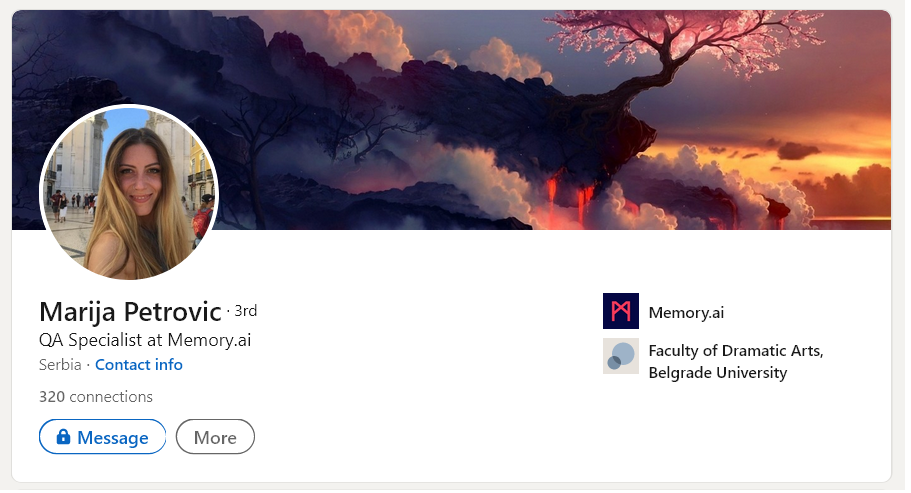 Marija Petrovic · 3rd
QA Specialist at Memory.ai
Serbia · Contact info
320 connections
Message
More
Memory.ai
Faculty of Dramatic Arts,
Belgrade University